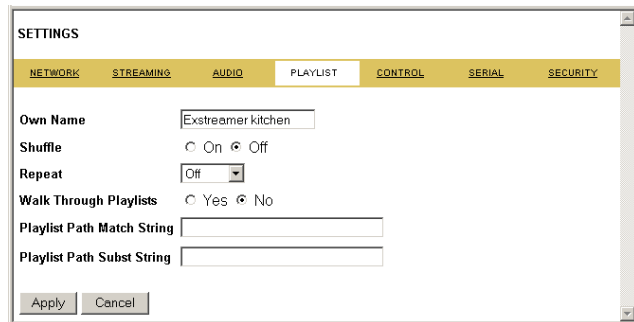 SETTINGS
NETWORK STREAMING AUDIO PLAYLIST CONTROL SERIAL SECURITY
Own Name Exstreamer kitchen
Shuffle On Off
Repeat Off
Walk Through Playlists Yes No
Playlist Path Match String
Playlist Path Subst String
Apply Cancel